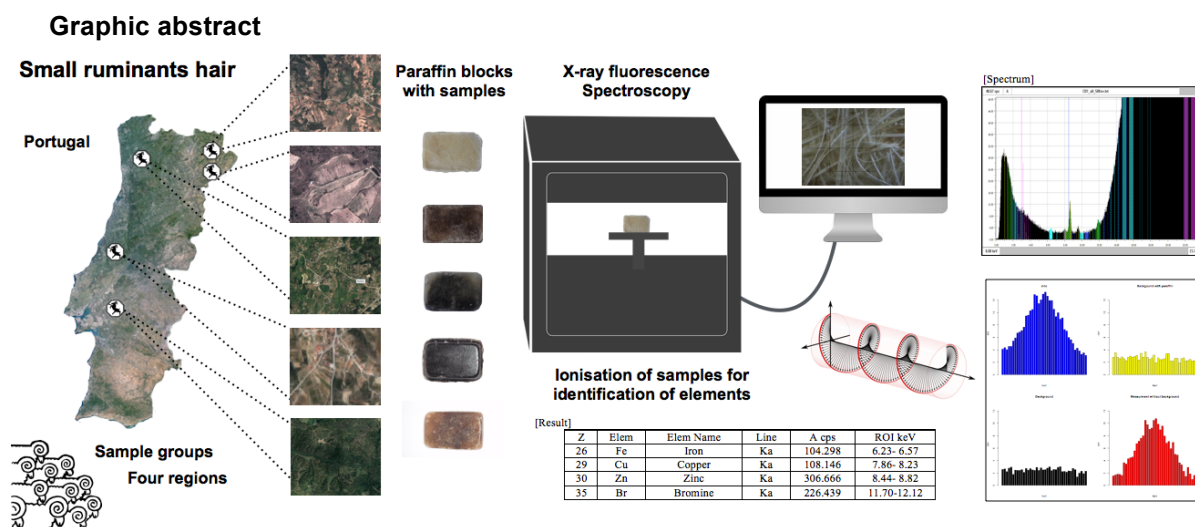 Graphic abstract
Small ruminants hair
Portugal
Sample groups
Four regions
Paraffin blocks
with samples
X-ray fluorescence
Spectroscopy
Ionisation of samples for
identification of elements
[Result]
Z Elem Elem Name Line A cps ROI keV
26 Fe Iron Ka 104.298 6.23- 6.57
29 Cu Copper Ka 108.146 7.86- 8.23
30 Zn Zinc Ka 306.666 8.44- 8.82
35 Br Bromine Ka 226.439 11.70-12.12
[Spectrum]
Background